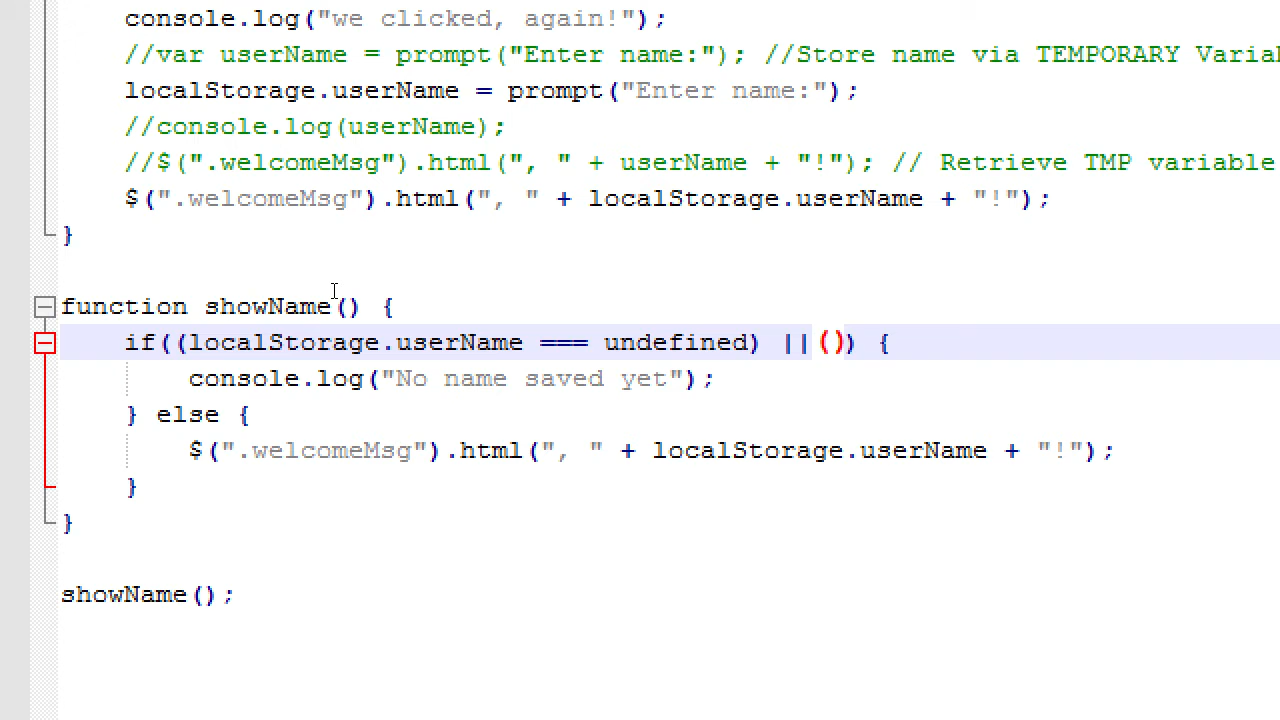 console.log("we clicked, again!");
//var userName = prompt("Enter name:"); //Store name via TEMPORARY
localStorage.userName = prompt("Enter name:");
//console.log(userName);
//$(".welcomeMsg").html(", " + userName + "!"); // Retrieve TMP variable
$(".welcomeMsg").html(", " + localStorage.userName + "!");
}
function showName() {
if((localStorage.userName === undefined) ||()) {
console.log("No name saved yet");
} else {
$(".welcomeMsg").html(", " + localStorage.userName + "!");
}
}
showName();